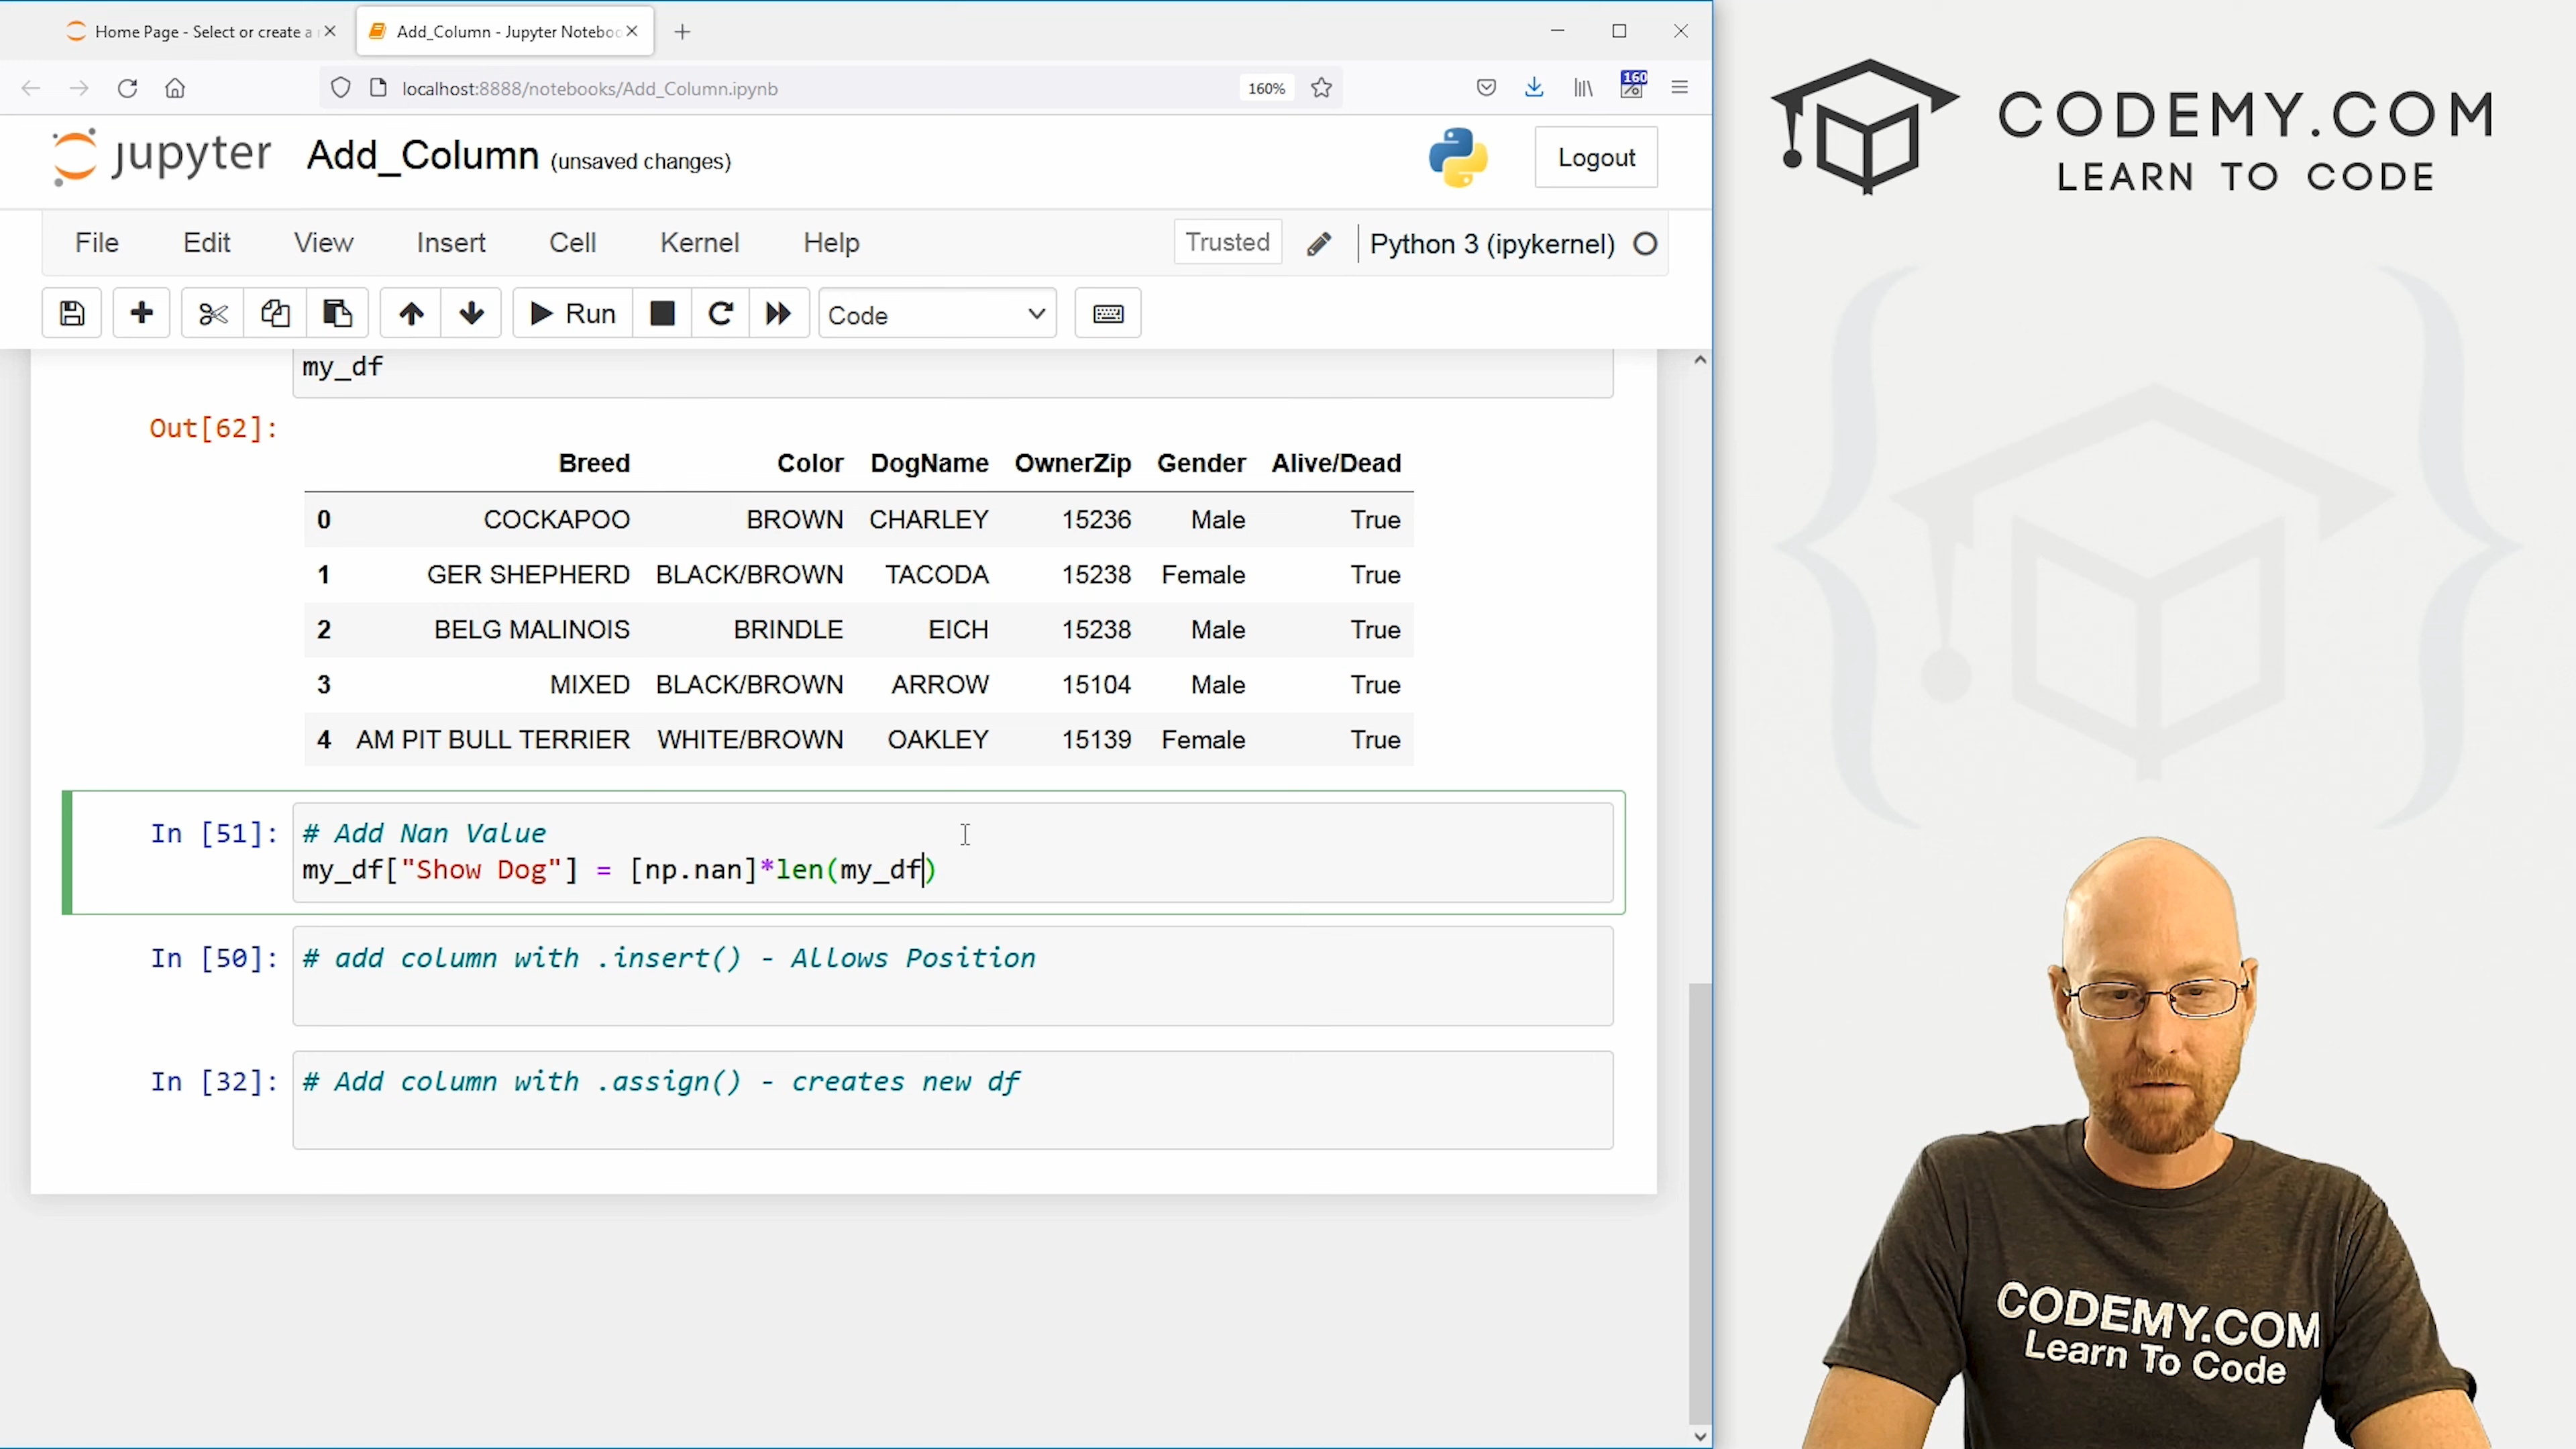 Home Page - Select or create a
Add_Column - Jupyter Noteboo
localhost:8888/notebooks/Add_Column.ipynb
160%
160
CODEMY.COM
LEARN TO CODE
jupyter
Add_Column (unsaved changes)
Logout
File Edit View Insert Cell Kernel Help
Trusted
Python 3 (ipykernel)
Run
Code
my_df
Out[62]:
Breed Color DogName OwnerZip Gender Alive/Dead
0 COCKAPOO BROWN CHARLEY 15236 Male True
1 GER SHEPHERD BLACK/BROWN TACODA 15238 Female True
2 BELG MALINOIS BRINDLE EICH 15238 Male True
3 MIXED BLACK/BROWN ARROW 15104 Male True
4 AM PIT BULL TERRIER WHITE/BROWN OAKLEY 15139 Female True
In [51]: # Add Nan Value
my_df["Show Dog"] = [np.nan]*len(my_df)
In [50]: # add column with .insert() - Allows Position
In [32]: # Add column with .assign() - creates new df
CODEMY.COM
Learn To Code